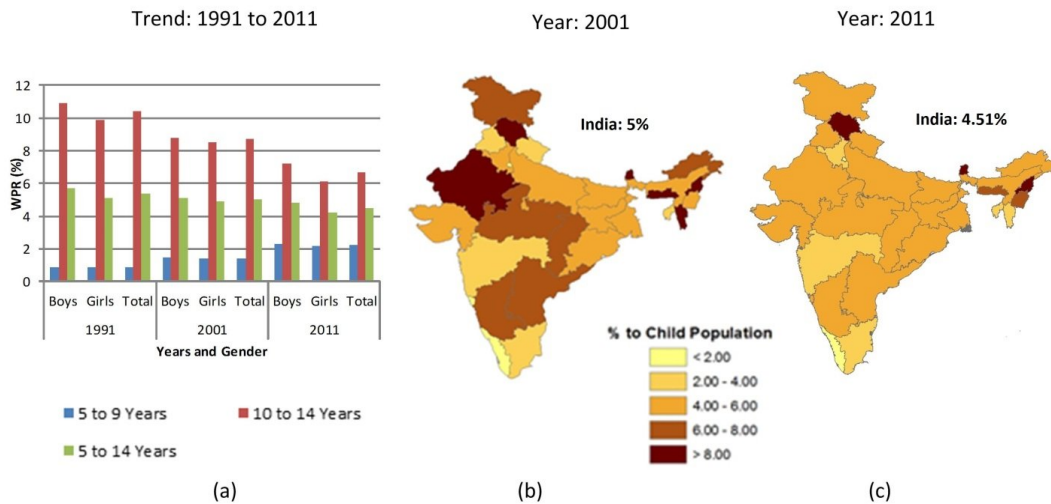 Trend: 1991 to 2011
Year: 2001
Year: 2011
12
10
8
6
4
2
0
WPR (%)
Boys Girls Total Boys Girls Total Boys Girls Total
1991 2001 2011
Years and Gender
5 to 9 Years
10 to 14 Years
5 to 14 Years
India: 5%
India: 4.51%
% to Child Population
< 2.00
2.00 - 4.00
4.00 - 6.00
6.00 - 8.00
> 8.00
(a)
(b)
(c)